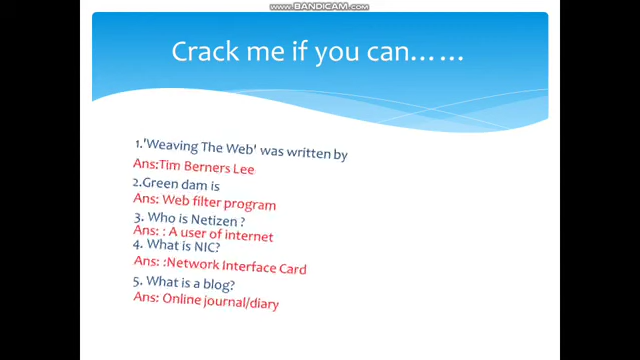 www.BANDICAM.com
Crack me if you can……
1.'Weaving The Web' was written by
Ans:Tim Berners Lee
2.Green dam is
Ans: Web filter program
3. Who is Netizen ?
Ans: : A user of internet
4. What is NIC?
Ans: :Network Interface Card
5. What is a blog?
Ans: Online journal/diary